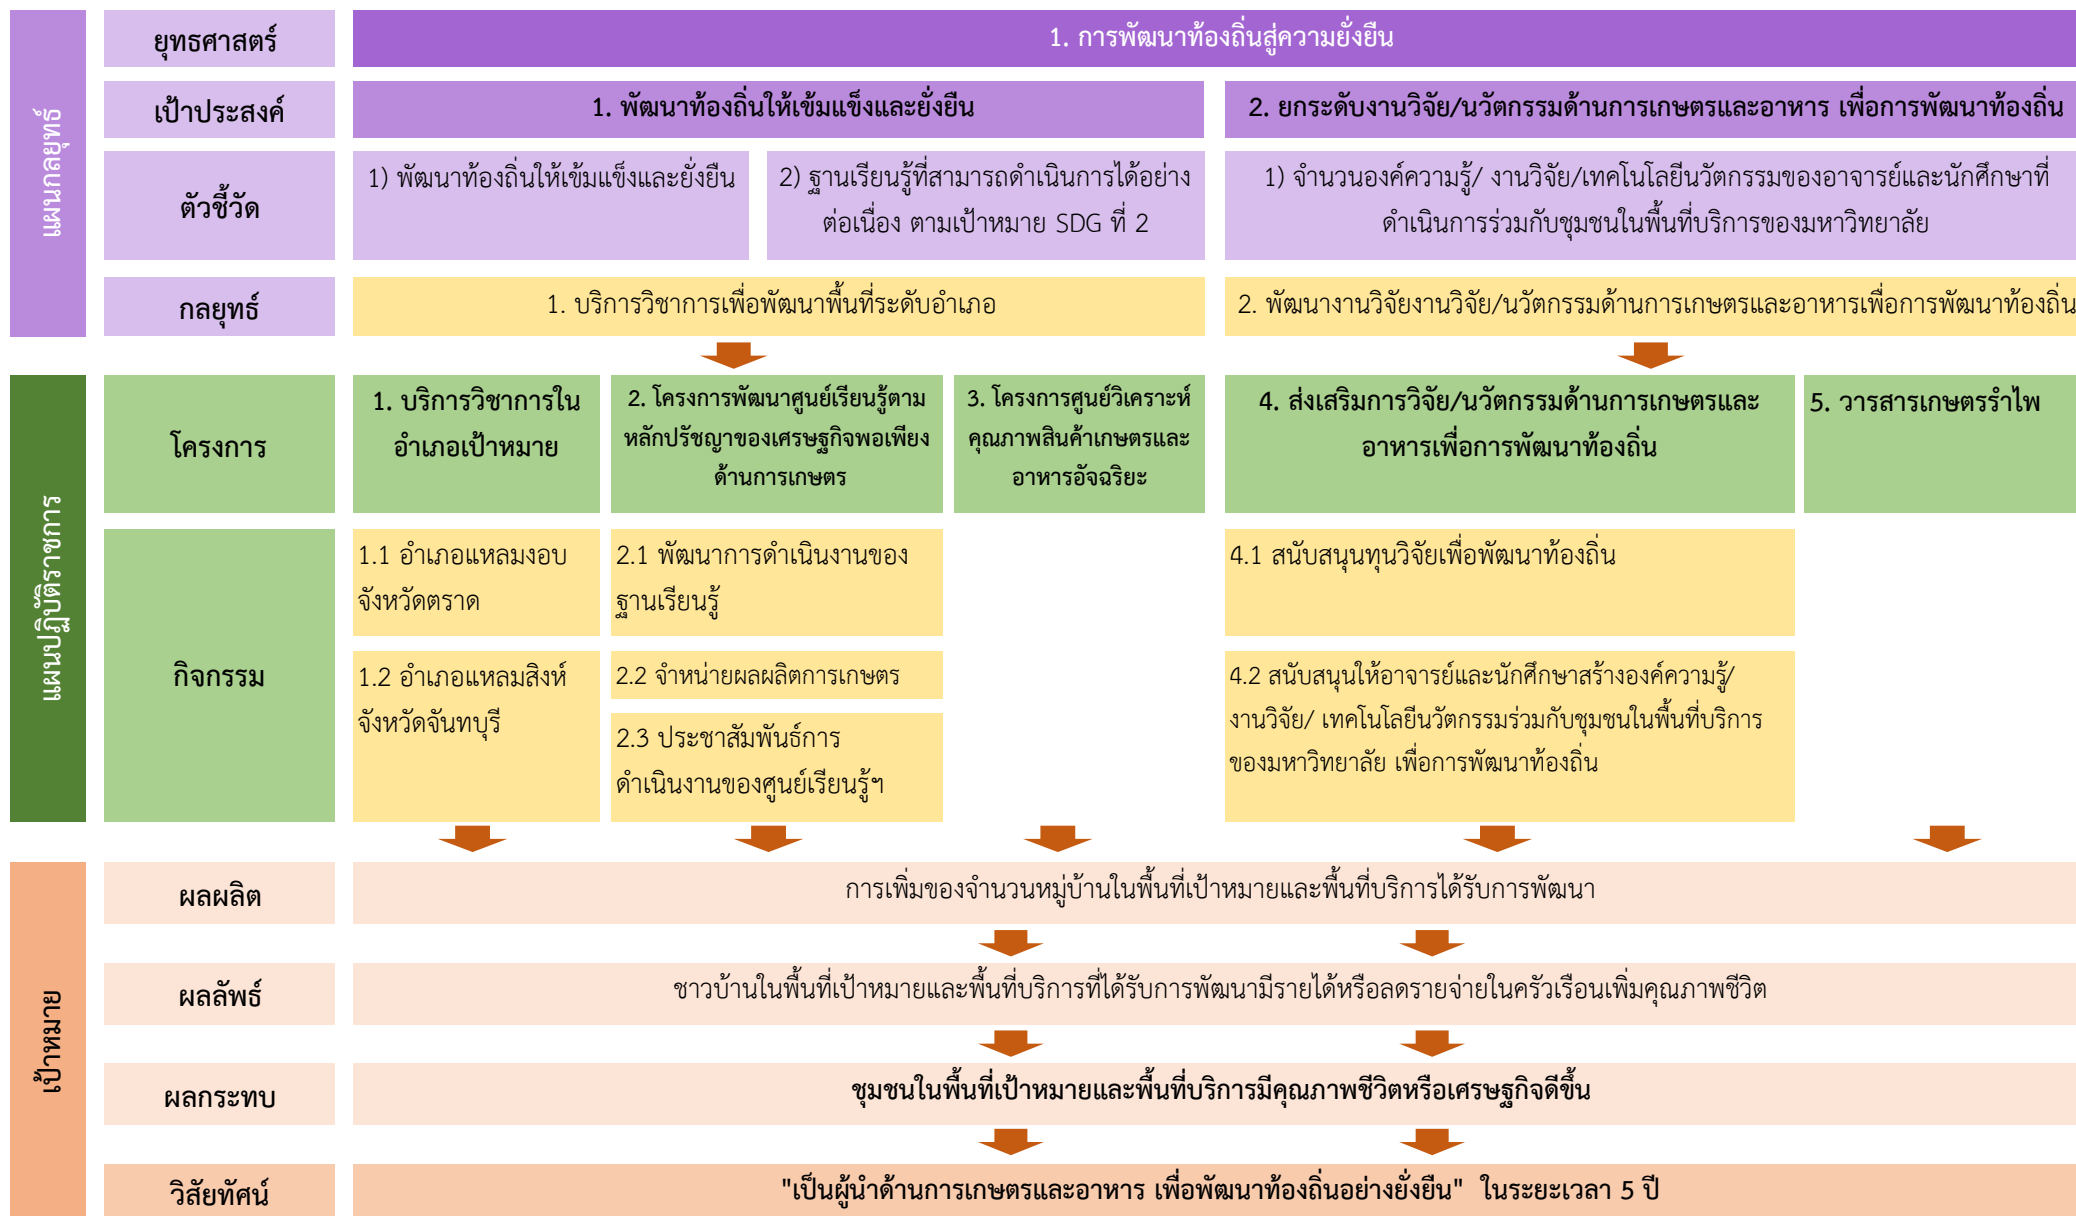 แผนกลยุทธ์
ยุทธศาสตร์
1. การพัฒนาท้องถิ่นสู่ความยั่งยืน
เป้าประสงค์
1. พัฒนาท้องถิ่นให้เข้มแข็งและยั่งยืน
2. ยกระดับงานวิจัย/นวัตกรรมด้านการเกษตรและอาหาร เพื่อการพัฒนาท้องถิ่น
ตัวชี้วัด
1) พัฒนาท้องถิ่นให้เข้มแข็งและยั่งยืน
2) ฐานเรียนรู้ที่สามารถดำเนินการได้อย่าง
ต่อเนื่อง ตามเป้าหมาย SDG ที่ 2
1) จำนวนองค์ความรู้/ งานวิจัย/เทคโนโลยีนวัตกรรมของอาจารย์และนักศึกษาที่
ดำเนินการร่วมกับชุมชนในพื้นที่บริการของมหาวิทยาลัย
กลยุทธ์
1. บริการวิชาการเพื่อพัฒนาพื้นที่ระดับอำเภอ
2. พัฒนางานวิจัยงานวิจัย/นวัตกรรมด้านการเกษตรและอาหารเพื่อการพัฒนาท้องถิ่น
แผนปฏิบัติราชการ
โครงการ
1. บริการวิชาการใน
อำเภอเป้าหมาย
2. โครงการพัฒนาศูนย์เรียนรู้ตาม
หลักปรัชญาของเศรษฐกิจพอเพียง
ด้านการเกษตร
3. โครงการศูนย์วิเคราะห์
คุณภาพสินค้าเกษตรและ
อาหารอัจฉริยะ
4. ส่งเสริมการวิจัย/นวัตกรรมด้านการเกษตรและ
อาหารเพื่อการพัฒนาท้องถิ่น
5. วารสารเกษตรรำไพ
กิจกรรม
1.1 อำเภอแหลมงอบ
จังหวัดตราด
1.2 อำเภอแหลมสิงห์
จังหวัดจันทบุรี
2.1 พัฒนาการดำเนินงานของ
ฐานเรียนรู้
2.2 จำหน่ายผลผลิตการเกษตร
2.3 ประชาสัมพันธ์การ
ดำเนินงานของศูนย์เรียนรู้ฯ
4.1 สนับสนุนทุนวิจัยเพื่อพัฒนาท้องถิ่น
4.2 สนับสนุนให้อาจารย์และนักศึกษาสร้างองค์ความรู้/
งานวิจัย/ เทคโนโลยีนวัตกรรมร่วมกับชุมชนในพื้นที่บริการ
ของมหาวิทยาลัย เพื่อการพัฒนาท้องถิ่น
เป้าหมาย
ผลผลิต
การเพิ่มของจำนวนหมู่บ้านในพื้นที่เป้าหมายและพื้นที่บริการได้รับการพัฒนา
ผลลัพธ์
ชาวบ้านในพื้นที่เป้าหมายและพื้นที่บริการที่ได้รับการพัฒนามีรายได้หรือลดรายจ่ายในครัวเรือนเพิ่มคุณภาพชีวิต
ผลกระทบ
ชุมชนในพื้นที่เป้าหมายและพื้นที่บริการมีคุณภาพชีวิตหรือเศรษฐกิจดีขึ้น
วิสัยทัศน์
"เป็นผู้นำด้านการเกษตรและอาหาร เพื่อพัฒนาท้องถิ่นอย่างยั่งยืน" ในระยะเวลา 5 ปี